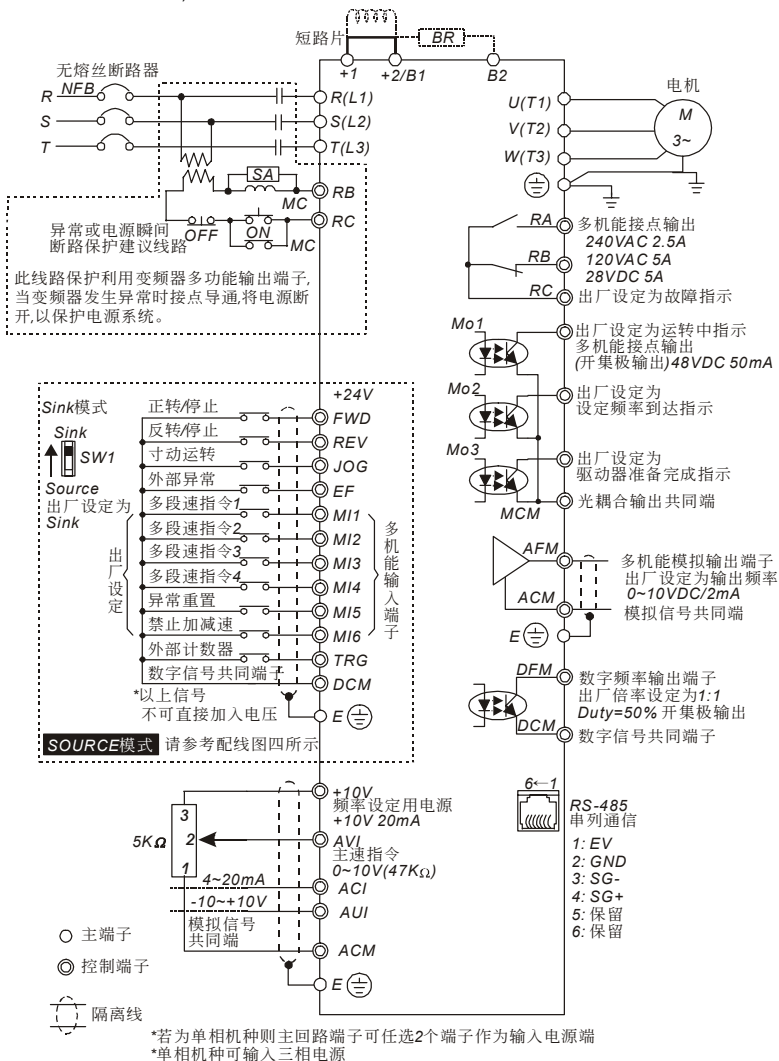 短路片
BR
+1
+2/B1
B2
无熔丝断路器
NFB
R
S
T
R(L1)
S(L2)
T(L3)
SA
MC
RB
RC
OFF
ON
MC
异常或电源瞬间
断路保护建议线路
此线路保护利用变频器多功能输出端子,
当变频器发生异常时接点导通,将电源断
开,以保护电源系统。
电机
U(T1)
V(T2)
W(T3)
M
3~
RA
RB
RC
多机能接点输出
240VAC 2.5A
120VAC 5A
28VDC 5A
出厂设定为故障指示
Mo1
出厂设定为运转中指示
多机能接点输出
(开集极输出)48VDC 50mA
Mo2
出厂设定为
设定频率到达指示
Mo3
出厂设定为
驱动器准备完成指示
MCM
光耦合输出共同端
AFM
多机能模拟输出端子
出厂设定为输出频率
0~10VDC/2mA
ACM
模拟信号共同端
E
DFM
数字频率输出端子
出厂倍率设定为1:1
Duty=50% 开集极输出
DCM
数字信号共同端子
6←1
RS-485
串列通信
1: EV
2: GND
3: SG-
4: SG+
5: 保留
6: 保留
Sink模式
Sink
SW1
Source
出厂设定为
Sink
出厂设定
+24V
正转/停止
FWD
反转/停止
REV
寸动运转
JOG
外部异常
EF
多段速指令1
MI1
多段速指令2
MI2
多段速指令3
MI3
多段速指令4
MI4
异常重置
MI5
禁止加减速
MI6
外部计数器
TRG
数字信号共同端子
DCM
多机能输入端子
*以上信号
不可直接加入电压
E
SOURCE模式 请参考配线图四所示
+10V
频率设定用电源
+10V 20mA
3
5KΩ
2
1
AVI
主速指令
0~10V(47KΩ)
4~20mA
ACI
-10~+10V
AUI
模拟信号
共同端
ACM
E
主端子
控制端子
隔离线
*若为单相机种则主回路端子可任选2个端子作为输入电源端
*单相机种可输入三相电源